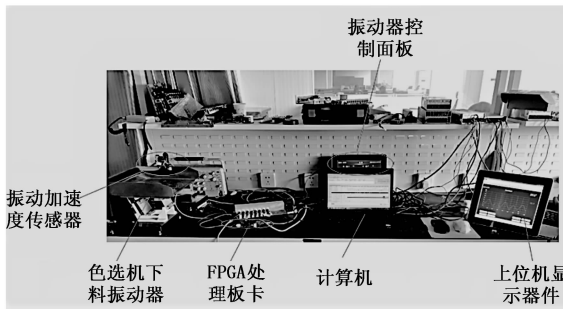 振动器控
制面板
振动加速
度传感器
色选机下
料振动器
FPGA处
理板卡
计算机
上位机显
示器件